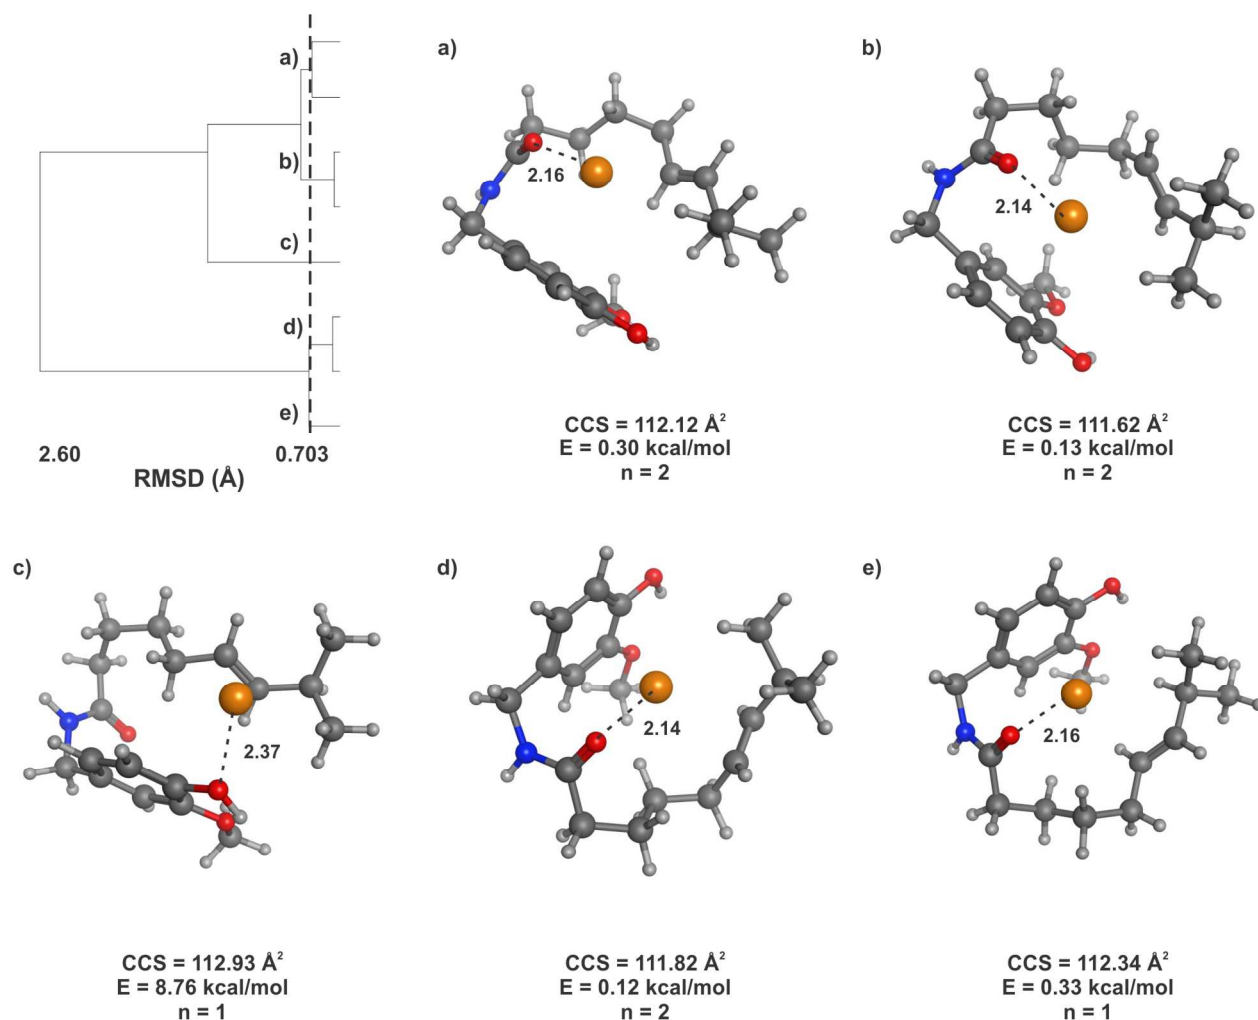 a)
b)
c)
d)
e)
2.60
0.703
RMSD (Å)
a)
2.16
CCS = 112.12 Å²
E = 0.30 kcal/mol
n = 2
b)
2.14
CCS = 111.62 Å²
E = 0.13 kcal/mol
n = 2
c)
2.37
CCS = 112.93 Å²
E = 8.76 kcal/mol
n = 1
d)
2.14
CCS = 111.82 Å²
E = 0.12 kcal/mol
n = 2
e)
2.16
CCS = 112.34 Å²
E = 0.33 kcal/mol
n = 1